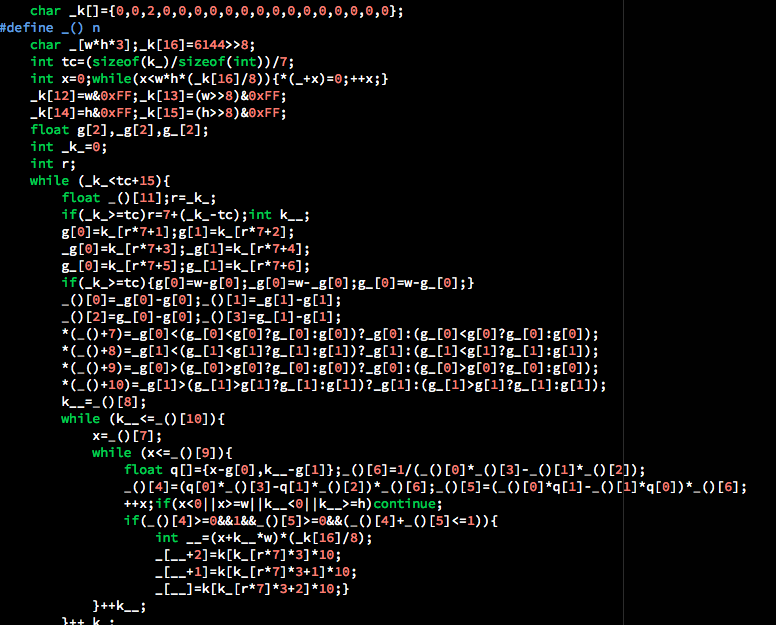 char _k[]={0,0,2,0,0,0,0,0,0,0,0,0,0,0,0,0,0,0};
#define _() n
char _[w*h*3];_k[16]=6144>>8;
int tc=(sizeof(k_)/sizeof(int))/7;
int x=0;while(x<w*h*(_k[16]/8)){*(_+x)=0;++x;}
_k[12]=w&0xFF;_k[13]=(w>>8)&0xFF;
_k[14]=h&0xFF;_k[15]=(h>>8)&0xFF;
float g[2],_g[2],g_[2];
int _k_=0;
int r;
while (_k_<tc+15){
float _()[11];r=_k_;
if(_k_>=tc)r=7+(_k_-tc);int k__;
g[0]=k_[r*7+1];g[1]=k_[r*7+2];
_g[0]=k_[r*7+3];_g[1]=k_[r*7+4];
g_[0]=k_[r*7+5];g_[1]=k_[r*7+6];
if(_k_>=tc){g[0]=w-g[0];_g[0]=w-_g[0];g_[0]=w-g_[0];}
_()[0]=_g[0]-g[0];_()[1]=_g[1]-g[1];
_()[2]=g_[0]-g[0];_()[3]=g_[1]-g[1];
*(_()+7)=_g[0]<(g_[0]<g[0]?g_[0]:g[0])?_g[0]:(g_[0]<g[0]?g_[0]:g[0]);
*(_()+8)=_g[1]<(g_[1]<g[1]?g_[1]:g[1])?_g[1]:(g_[1]<g[1]?g_[1]:g[1]);
*(_()+9)=_g[0]>(g_[0]>g[0]?g_[0]:g[0])?_g[0]:(g_[0]>g[0]?g_[0]:g[0]);
*(_()+10)=_g[1]>(g_[1]>g[1]?g_[1]:g[1])?_g[1]:(g_[1]>g[1]?g_[1]:g[1]);
k__=_()[8];
while (k__<=_()[10]){
x=_()[7];
while (x<=_()[9]){
float q[]={x-g[0],k__-g[1]};_()[6]=1/(_()[0]*_()[3]-_()[1]*_()[2]);
_()[4]=(q[0]*_()[3]-q[1]*_()[2])*_()[6];_()[5]=(_()[0]*q[1]-_()[1]*q[0])*_()[6];
++x;if(x<0||x>=w||k__<0||k__>=h)continue;
if(_()[4]>=0&&1&&_()[5]>=0&&(_()[4]+_()[5]<=1)){
int __=(x+k__*w)*(_k[16]/8);
_[__+2]=k[k_[r*7]*3]*10;
_[__+1]=k[k_[r*7]*3+1]*10;
_[__]=k[k_[r*7]*3+2]*10;}
}++k__;
}++_k_;